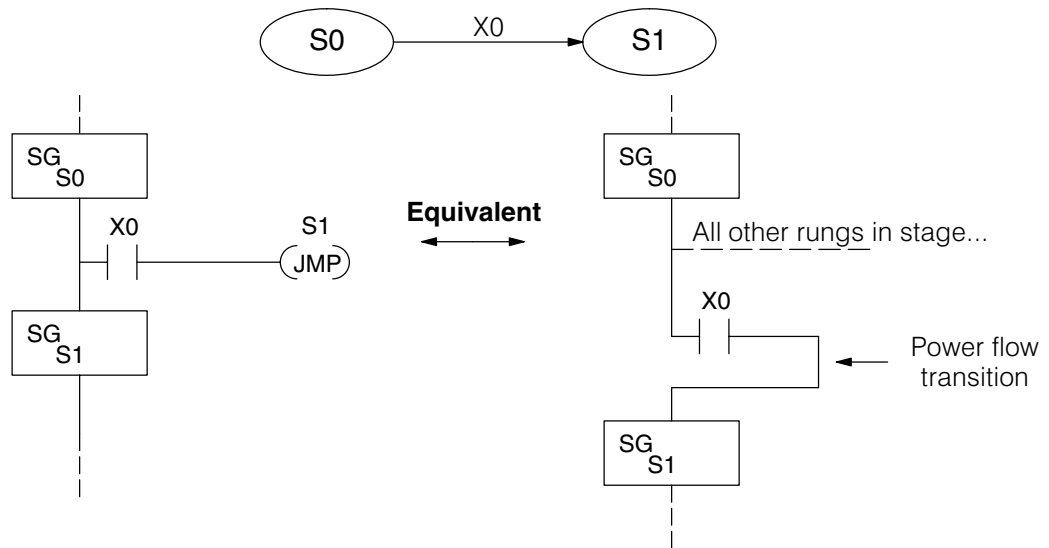 S0
X0
S1
SG
S0
X0
S1
JMP
SG
S1
Equivalent
SG
S0
All other rungs in stage...
X0
Power flow
transition
SG
S1